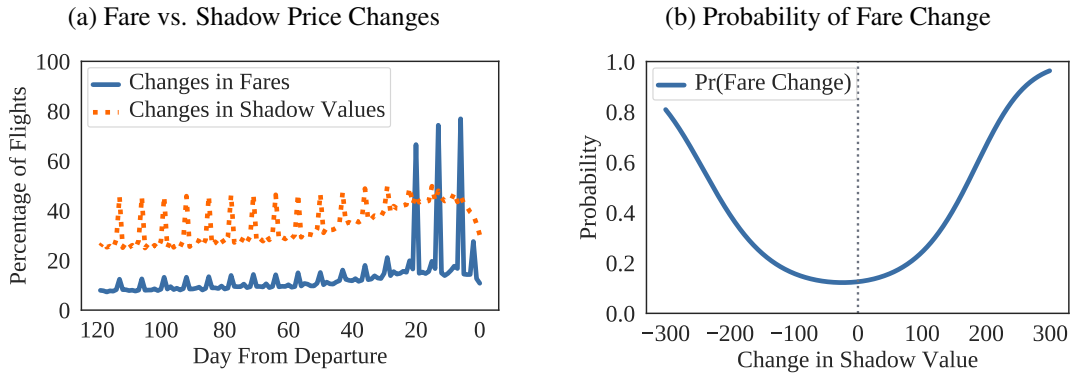 (a) Fare vs. Shadow Price Changes
Percentage of Flights
100
80
60
40
20
0
Changes in Fares
Changes in Shadow Values
120 100 80 60 40 20 0
Day From Departure
(b) Probability of Fare Change
Probability
1.0
0.8
0.6
0.4
0.2
0.0
Pr(Fare Change)
−300 −200 −100 0 100 200 300
Change in Shadow Value